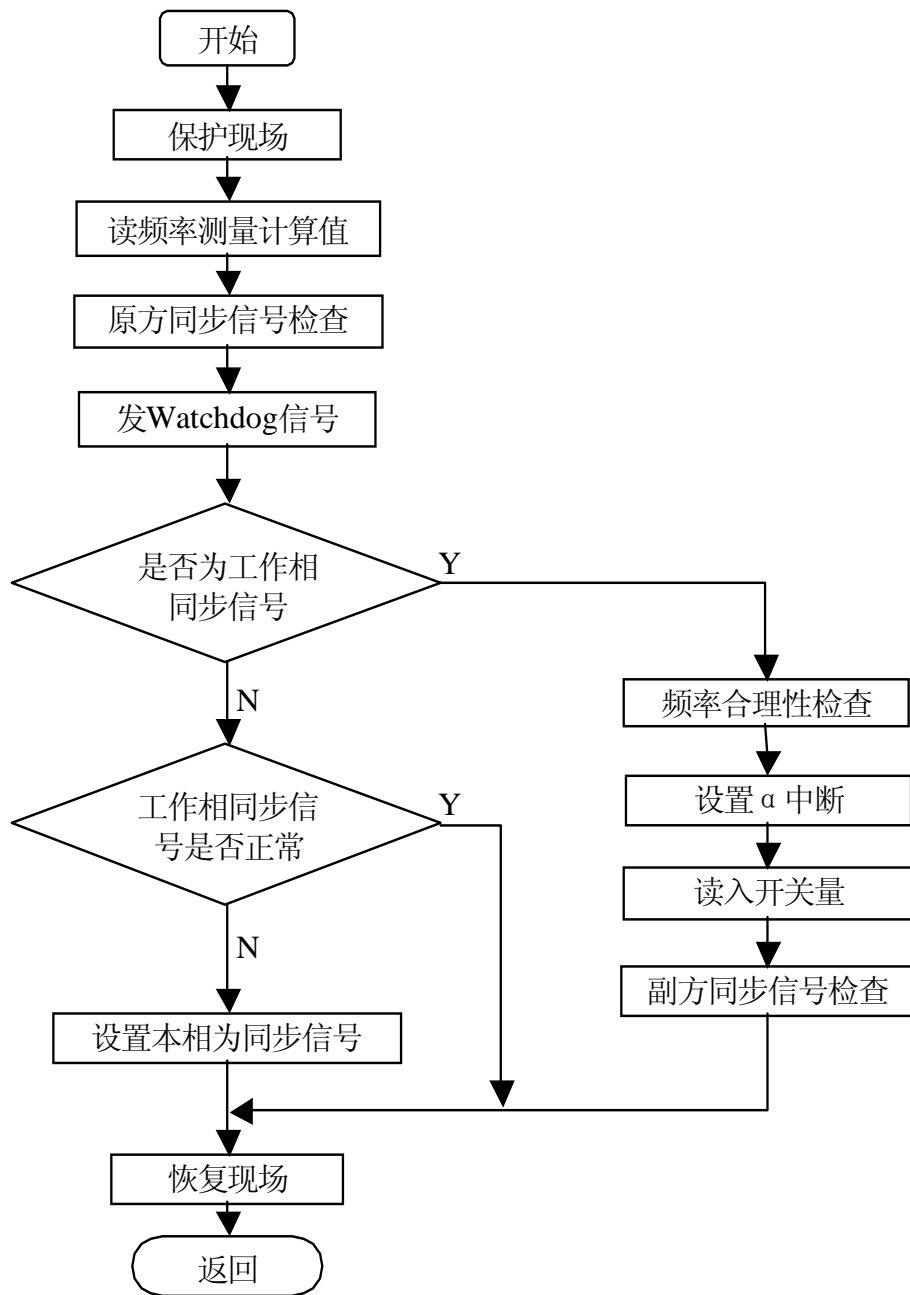 开始
保护现场
读频率测量计算值
原方同步信号检查
发Watchdog信号
是否为工作相
同步信号
Y
N
频率合理性检查
设置α中断
读入开关量
副方同步信号检查
工作相同步信
号是否正常
Y
N
设置本相为同步信号
恢复现场
返回